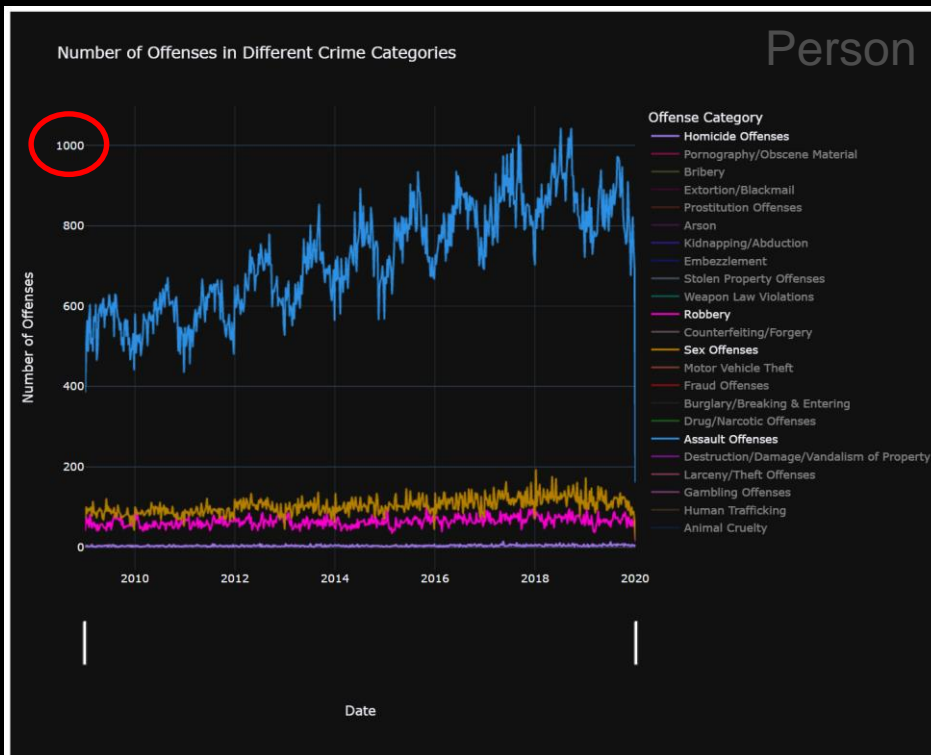 Person
Number of Offenses in Different Crime Categories
Offense Category
Homicide Offenses
Pornography/Obscene Material
Bribery
Extortion/Blackmail
Prostitution Offenses
Arson
Kidnapping/Abduction
Embezzlement
Stolen Property Offenses
Weapon Law Violations
Robbery
Counterfeiting/Forgery
Sex Offenses
Motor Vehicle Theft
Fraud Offenses
Burglary/Breaking & Entering
Drug/Narcotic Offenses
Assault Offenses
Destruction/Damage/Vandalism of Property
Larceny/Theft Offenses
Gambling Offenses
Human Trafficking
Animal Cruelty
Number of Offenses
1000
800
600
400
200
0
2010 2012 2014 2016 2018 2020
Date